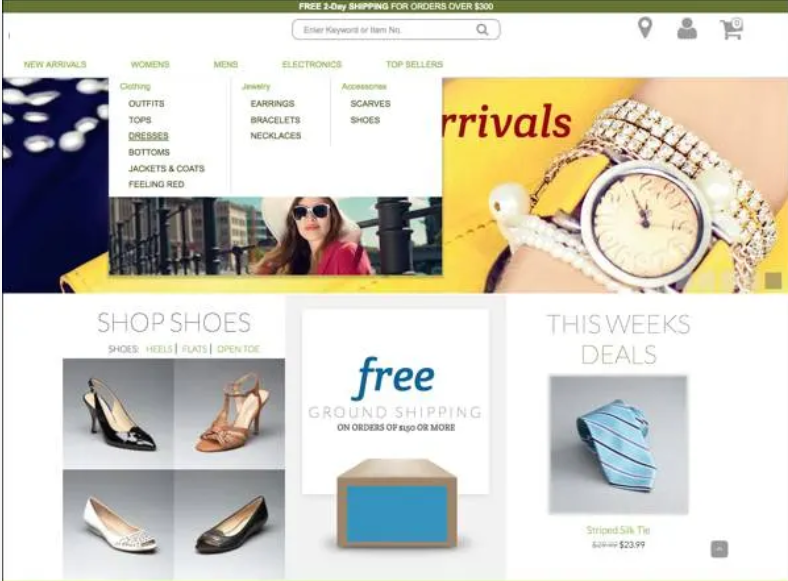 FREE 2-Day SHIPPING FOR ORDERS OVER $300
Enter Keyword or Item No.
0
NEW ARRIVALS WOMENS MENS ELECTRONICS TOP SELLERS
Clothing
OUTFITS
TOPS
DRESSES
BOTTOMS
JACKETS & COATS
FEELING RED
Jewelry
EARRINGS
BRACELETS
NECKLACES
Accessories
SCARVES
SHOES
rrivals
SHOP SHOES
SHOES: HEELS | FLATS | OPEN TOE
free
GROUND SHIPPING
ON ORDERS OF $150 OR MORE
THIS WEEKS
DEALS
Striped Silk Tie
$29.99 $23.99